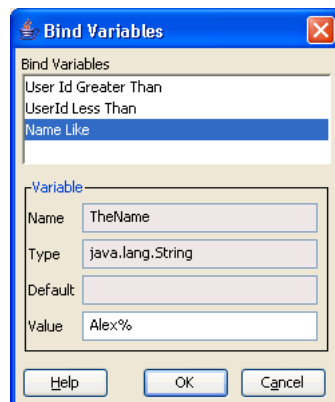 Bind Variables
Bind Variables
User Id Greater Than
UserId Less Than
Name Like
Variable
Name TheName
Type java.lang.String
Default
Value Alex%
Help OK Cancel